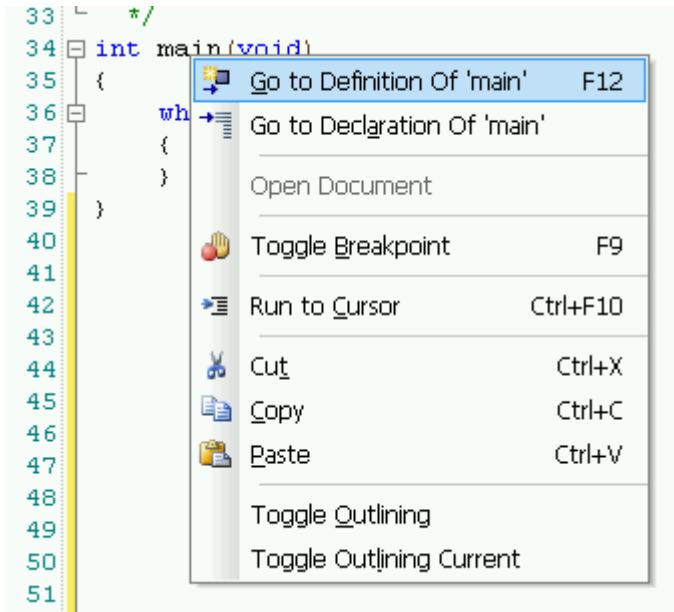 33 */
34 int main(void)
35 {
Go to Definition Of 'main' F12
36 wh
Go to Declaration Of 'main'
37 {
38 }
Open Document
39 }
40
Toggle Breakpoint F9
41
42
Run to Cursor Ctrl+F10
43
44
Cut Ctrl+X
45
Copy Ctrl+C
46
47
Paste Ctrl+V
48
Toggle Outlining
49
50
Toggle Outlining Current
51